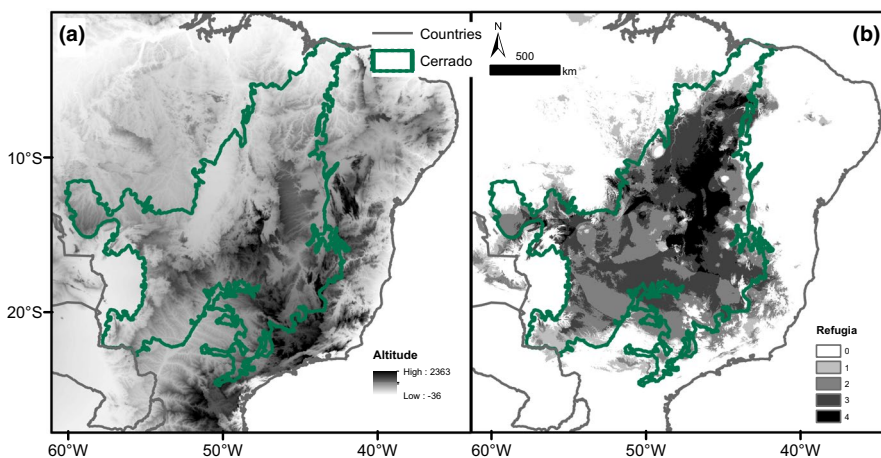 (a)
Countries
Cerrado
N
500
km
(b)
10°S
20°S
Altitude
High : 2363
Low : -36
Refugia
0
1
2
3
4
60°W
50°W
40°W
60°W
50°W
40°W